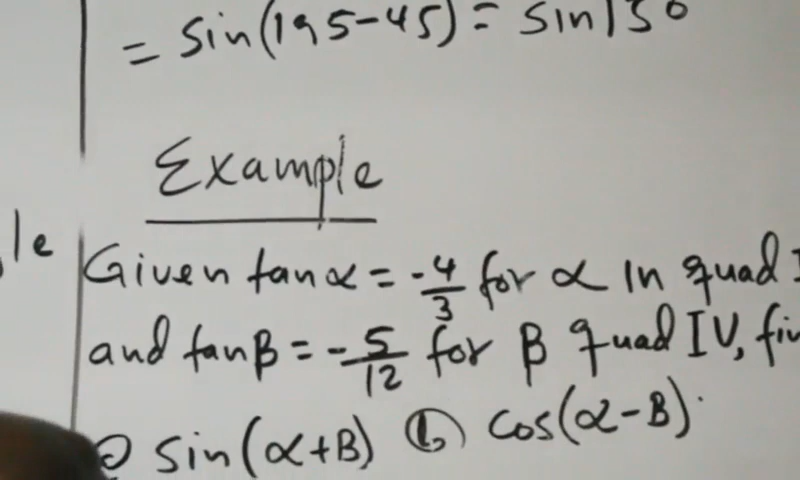 = sin(195-45) = sin150
Example
le
Given tanα = -4/3 for α in quad I
and tanβ = -5/12 for β quad IV, fin
a sin(α+β) b cos(α-β).